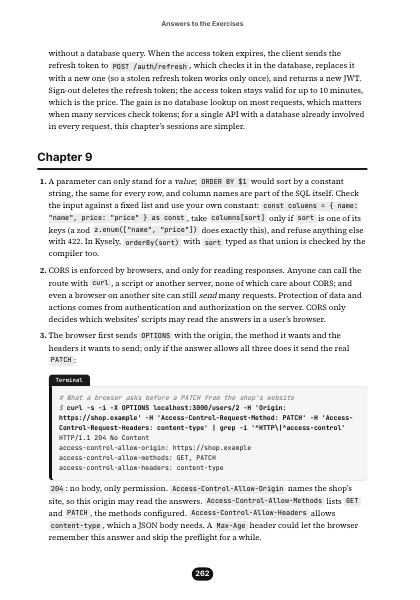 Answers to the Exercises
without a database query. When the access token expires, the client sends the
refresh token to POST /auth/refresh, which checks it in the database, replaces it
with a new one (so a stolen refresh token works only once), and returns a new JWT.
Sign-out deletes the refresh token; the access token stays valid for up to 10 minutes,
which is the price. The gain is no database lookup on most requests, which matters
when many services check tokens; for a single API with a database already involved
in every request, this chapter's sessions are simpler.
Chapter 9
1. A parameter can only stand for a value; ORDER BY $1 would sort by a constant
string, the same for every row, and column names are part of the SQL itself. Check
the input against a fixed list and use your own constant: const columns = { name:
"name", price: "price" } as const, take columns[sort] only if sort is one of its
keys (a zod z.enum(["name", "price"]) does exactly this), and refuse anything else
with 422. In Kysely, orderBy(sort) with sort typed as that union is checked by the
compiler too.
2. CORS is enforced by browsers, and only for reading responses. Anyone can call the
route with curl, a script or another server, none of which care about CORS; and
even a browser on another site can still send many requests. Protection of data and
actions comes from authentication and authorization on the server. CORS only
decides which websites' scripts may read the answers in a user's browser.
3. The browser first sends OPTIONS with the origin, the method it wants and the
headers it wants to send; only if the answer allows all three does it send the real
PATCH:
Terminal
# What a browser asks before a PATCH from the shop's website
$ curl -s -i -X OPTIONS localhost:3000/users/2 -H 'Origin:
https://shop.example' -H 'Access-Control-Request-Method: PATCH' -H 'Access-
Control-Request-Headers: content-type' | grep -i '^HTTP\|^access-control'
HTTP/1.1 204 No Content
access-control-allow-origin: https://shop.example
access-control-allow-methods: GET, PATCH
access-control-allow-headers: content-type
204: no body, only permission. Access-Control-Allow-Origin names the shop's
site, so this origin may read the answers. Access-Control-Allow-Methods lists GET
and PATCH, the methods configured. Access-Control-Allow-Headers allows
content-type, which a JSON body needs. A Max-Age header could let the browser
remember this answer and skip the preflight for a while.
262